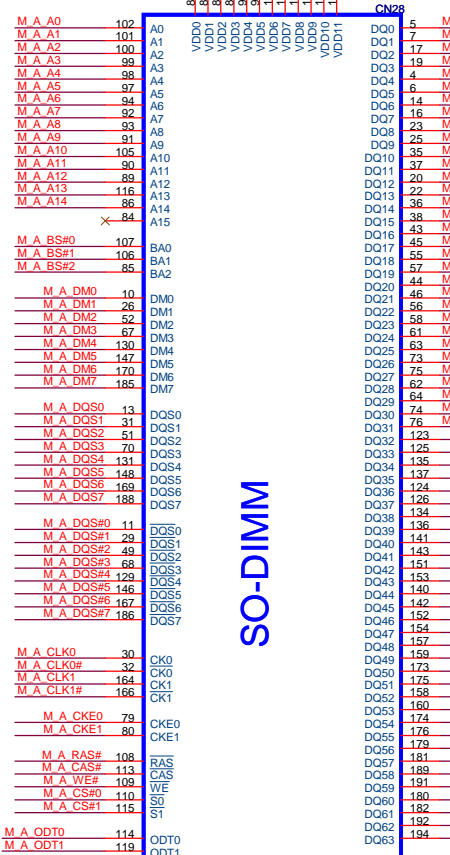 CN28
VDD0
VDD1
VDD2
VDD3
VDD4
VDD5
VDD6
VDD7
VDD8
VDD9
VDD10
VDD11
M_A_A0 102 A0
M_A_A1 101 A1
M_A_A2 100 A2
M_A_A3 99 A3
M_A_A4 98 A4
M_A_A5 97 A5
M_A_A6 94 A6
M_A_A7 92 A7
M_A_A8 93 A8
M_A_A9 91 A9
M_A_A10 105 A10
M_A_A11 90 A11
M_A_A12 89 A12
M_A_A13 116 A13
M_A_A14 86 A14
84 A15
M_A_BS#0 107 BA0
M_A_BS#1 106 BA1
M_A_BS#2 85 BA2
M_A_DM0 10 DM0
M_A_DM1 26 DM1
M_A_DM2 52 DM2
M_A_DM3 67 DM3
M_A_DM4 130 DM4
M_A_DM5 147 DM5
M_A_DM6 170 DM6
M_A_DM7 185 DM7
M_A_DQS0 13 DQS0
M_A_DQS1 31 DQS1
M_A_DQS2 51 DQS2
M_A_DQS3 70 DQS3
M_A_DQS4 131 DQS4
M_A_DQS5 148 DQS5
M_A_DQS6 169 DQS6
M_A_DQS7 188 DQS7
M_A_DQS#0 11 DQS0
M_A_DQS#1 29 DQS1
M_A_DQS#2 49 DQS2
M_A_DQS#3 68 DQS3
M_A_DQS#4 129 DQS4
M_A_DQS#5 146 DQS5
M_A_DQS#6 167 DQS6
M_A_DQS#7 186 DQS7
M_A_CLK0 30 CK0
M_A_CLK0# 32 CK0
M_A_CLK1 164 CK1
M_A_CLK1# 166 CK1
M_A_CKE0 79 CKE0
M_A_CKE1 80 CKE1
M_A_RAS# 108 RAS
M_A_CAS# 113 CAS
M_A_WE# 109 WE
M_A_CS#0 110 S0
M_A_CS#1 115 S1
M_A_ODT0 114 ODT0
M_A_ODT1 119 ODT1
SO-DIMM
DQ0 5
DQ1 7
DQ2 17
DQ3 19
DQ4 4
DQ5 6
DQ6 14
DQ7 16
DQ8 23
DQ9 25
DQ10 35
DQ11 37
DQ12 20
DQ13 22
DQ14 36
DQ15 38
DQ16 43
DQ17 45
DQ18 55
DQ19 57
DQ20 44
DQ21 46
DQ22 56
DQ23 58
DQ24 61
DQ25 63
DQ26 73
DQ27 75
DQ28 62
DQ29 64
DQ30 74
DQ31 76
DQ32 123
DQ33 125
DQ34 135
DQ35 137
DQ36 124
DQ37 126
DQ38 134
DQ39 136
DQ40 141
DQ41 143
DQ42 151
DQ43 153
DQ44 140
DQ45 142
DQ46 152
DQ47 154
DQ48 157
DQ49 159
DQ50 173
DQ51 175
DQ52 158
DQ53 160
DQ54 174
DQ55 176
DQ56 179
DQ57 181
DQ58 189
DQ59 191
DQ60 180
DQ61 182
DQ62 192
DQ63 194